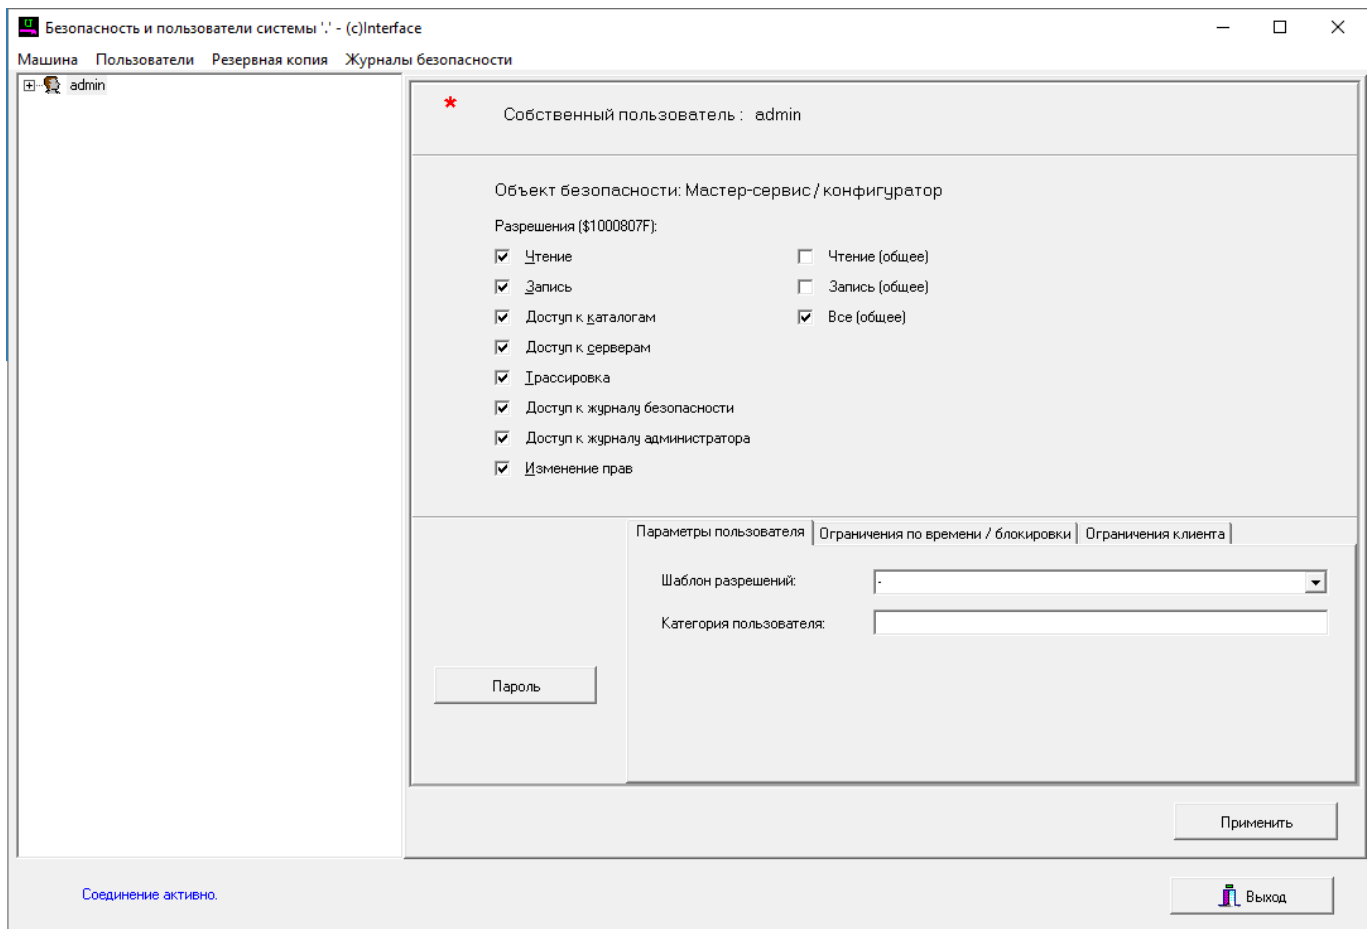 Безопасность и пользователи системы '.' - (c)Interface
Машина Пользователи Резервная копия Журналы безопасности
admin
* Собственный пользователь : admin
Объект безопасности: Мастер-сервис / конфигуратор
Разрешения ($1000807F):
Чтение Чтение (общее)
Запись Запись (общее)
Доступ к каталогам Все (общее)
Доступ к серверам
Трассировка
Доступ к журналу безопасности
Доступ к журналу администратора
Изменение прав
Параметры пользователя Ограничения по времени / блокировки Ограничения клиента
Шаблон разрешений: -
Категория пользователя:
Пароль
Применить
Соединение активно.
Выход